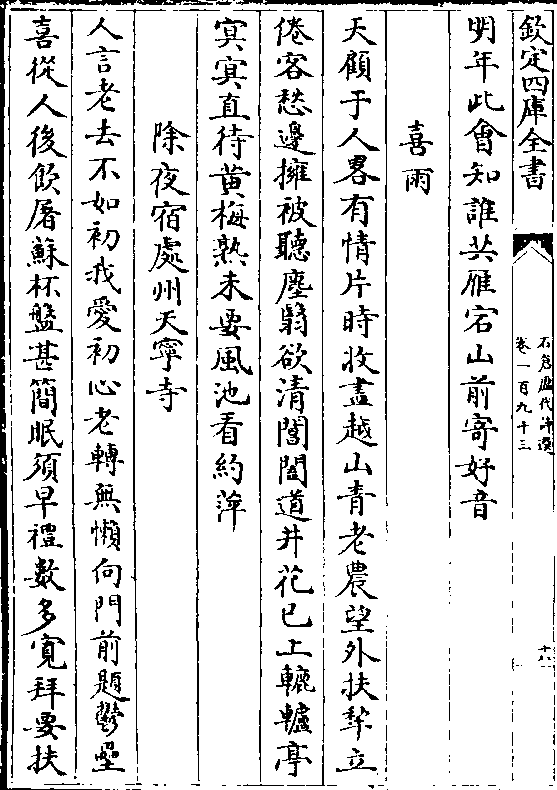 欽定四庫全書
石倉歷代詩選
卷一百九十三
十八
明年此會知誰共雁宕山前寄好音
喜雨
天顧于人畧有情片時收盡越山青老農望外扶犂立
倦客愁邊擁被聽塵翳欲清閶闔道井花已上轆轤亭
㝠㝠直待黄梅熟未要風池看約萍
除夜宿處州天寧寺
人言老去不如初我愛初心老轉無懶向門前題鬱壘
喜從人後飲屠蘇杯盤甚簡眠須早禮數多寛拜要扶